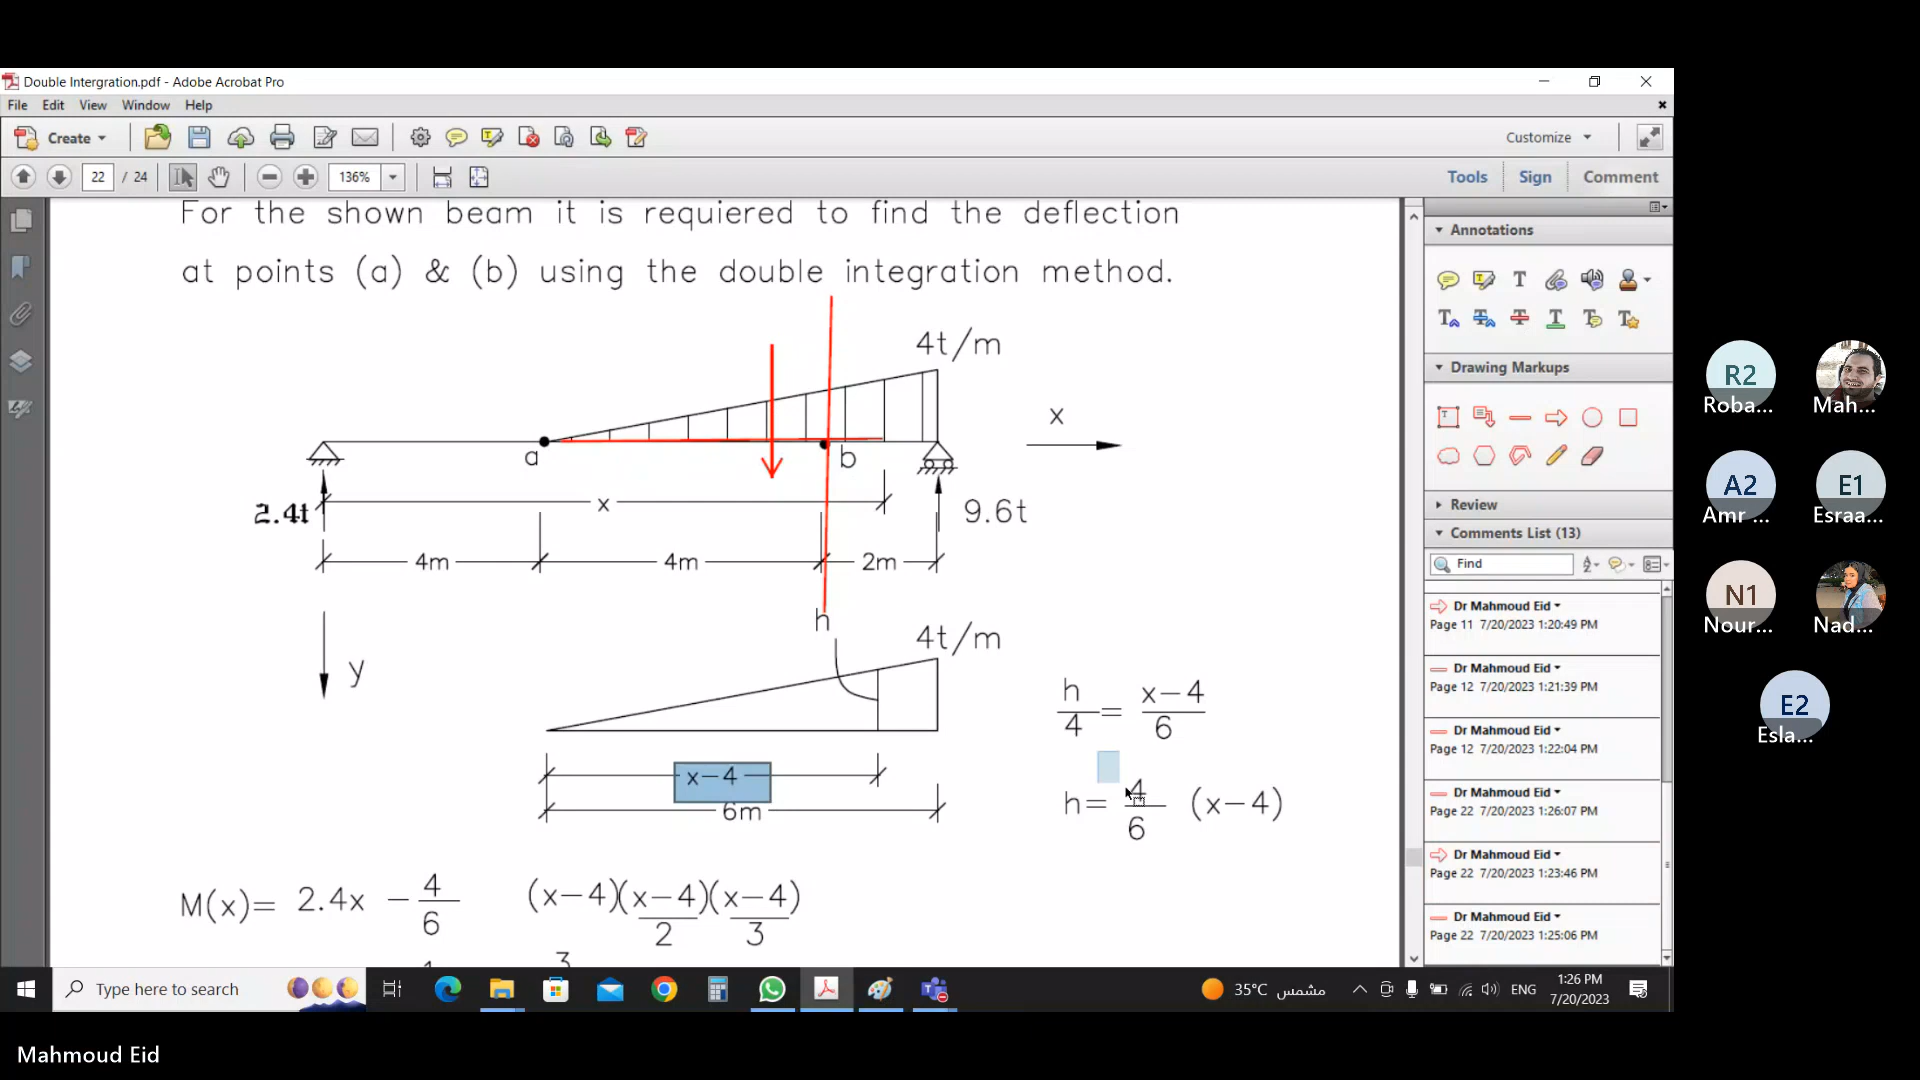 Double Intergration.pdf - Adobe Acrobat Pro
File Edit View Window Help
Create
Customize
22 / 24
136%
Tools Sign Comment
For the shown beam it is requiered to find the deflection
at points (a) & (b) using the double integration method.
4t/m
x
a
b
2.4t
x
9.6t
4m
4m
2m
h
4t/m
y
h/4 = x-4/6
x-4
6m
h= 4/6 (x-4)
M(x)= 2.4x - 4/6 (x-4)(x-4)/2(x-4)/3
3
Annotations
Drawing Markups
Review
Comments List (13)
Find
Dr Mahmoud Eid
Page 11 7/20/2023 1:20:49 PM
Dr Mahmoud Eid
Page 12 7/20/2023 1:21:39 PM
Dr Mahmoud Eid
Page 12 7/20/2023 1:22:04 PM
Dr Mahmoud Eid
Page 22 7/20/2023 1:26:07 PM
Dr Mahmoud Eid
Page 22 7/20/2023 1:23:46 PM
Dr Mahmoud Eid
Page 22 7/20/2023 1:25:06 PM
R2
Roba...
Mah...
A2
Amr ...
E1
Esraa...
N1
Nour...
Nad...
E2
Esla...
Type here to search
35°C مشمس
ENG
1:26 PM
7/20/2023
Mahmoud Eid